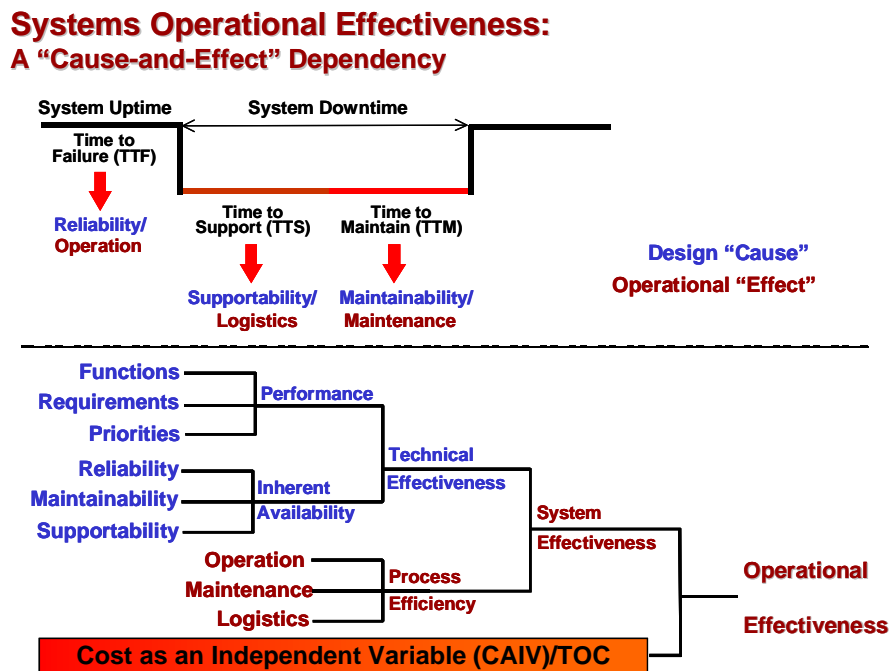 Systems Operational Effectiveness:
A “Cause-and-Effect” Dependency
System Uptime
System Downtime
Time to
Failure (TTF)
Reliability/
Operation
Time to
Support (TTS)
Supportability/
Logistics
Time to
Maintain (TTM)
Maintainability/
Maintenance
Design “Cause”
Operational “Effect”
Functions
Requirements
Priorities
Performance
Reliability
Maintainability
Supportability
Inherent
Availability
Technical
Effectiveness
Operation
Maintenance
Logistics
Process
Efficiency
System
Effectiveness
Operational
Effectiveness
Cost as an Independent Variable (CAIV)/TOC